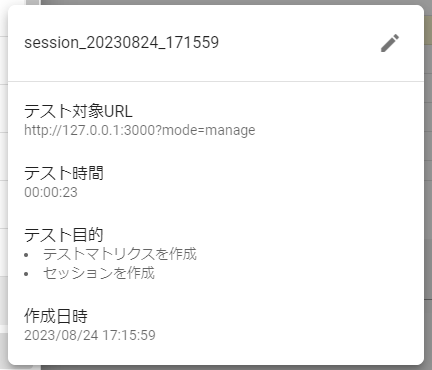 session_20230824_171559
テスト対象URL
http://127.0.0.1:3000?mode=manage
テスト時間
00:00:23
テスト目的
• テストマトリクスを作成
• セッションを作成
作成日時
2023/08/24 17:15:59